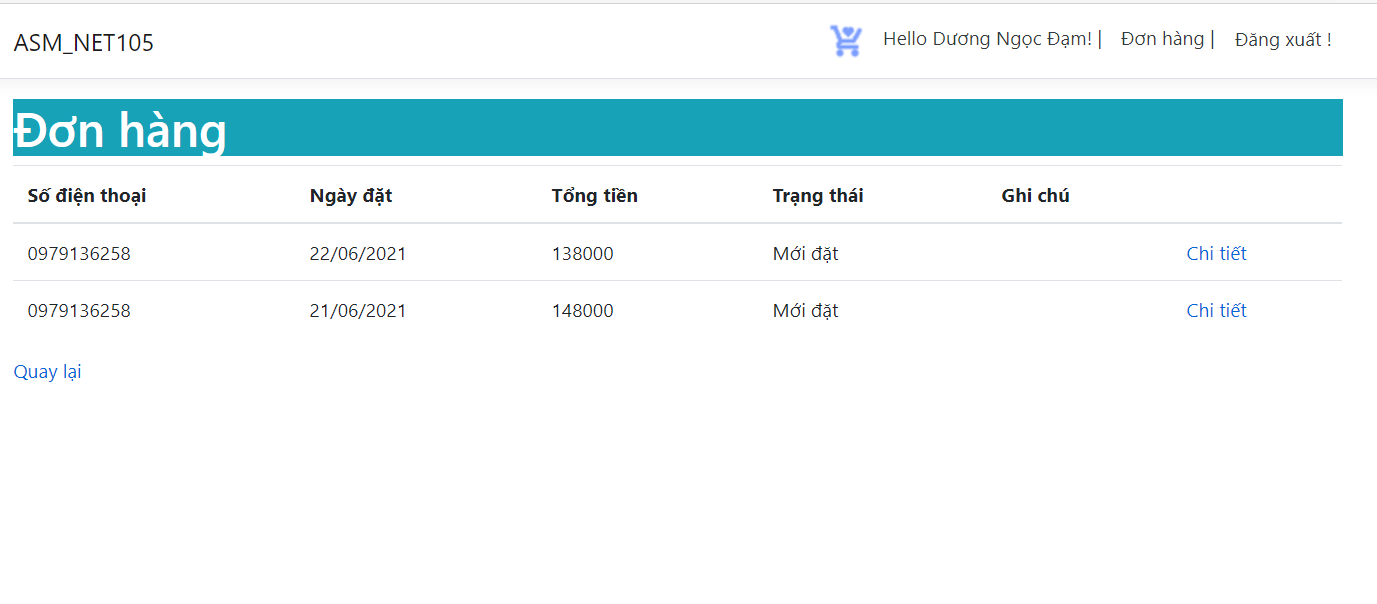 ASM_NET105
Hello Dương Ngọc Đạm! | Đơn hàng | Đăng xuất !
Đơn hàng
Số điện thoại Ngày đặt Tổng tiền Trạng thái Ghi chú
0979136258 22/06/2021 138000 Mới đặt Chi tiết
0979136258 21/06/2021 148000 Mới đặt Chi tiết
Quay lại